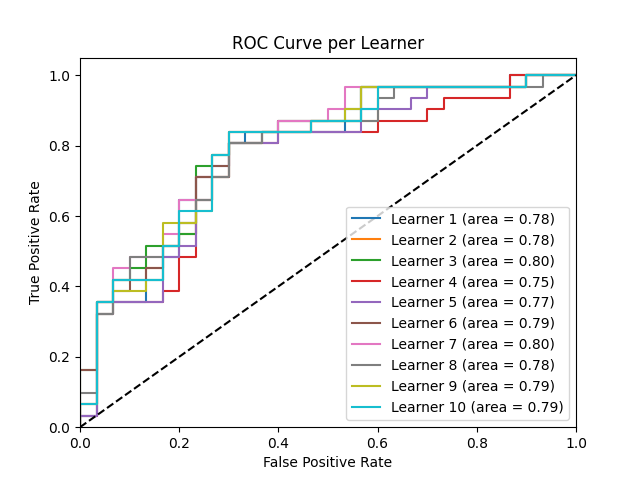 ROC Curve per Learner
1.0
0.8
0.6
0.4
0.2
0.0
True Positive Rate
Learner 1 (area = 0.78)
Learner 2 (area = 0.78)
Learner 3 (area = 0.80)
Learner 4 (area = 0.75)
Learner 5 (area = 0.77)
Learner 6 (area = 0.79)
Learner 7 (area = 0.80)
Learner 8 (area = 0.78)
Learner 9 (area = 0.79)
Learner 10 (area = 0.79)
0.0 0.2 0.4 0.6 0.8 1.0
False Positive Rate